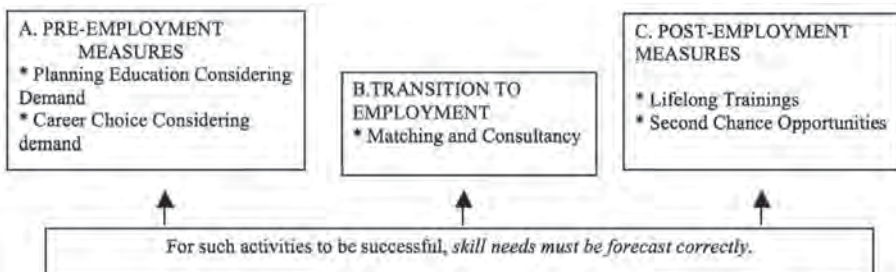 A. PRE-EMPLOYMENT
MEASURES
* Planning Education Considering
Demand
* Career Choice Considering
demand
B.TRANSITION TO
EMPLOYMENT
* Matching and Consultancy
C. POST-EMPLOYMENT
MEASURES
* Lifelong Trainings
* Second Chance Opportunities
For such activities to be successful, skill needs must be forecast correctly.